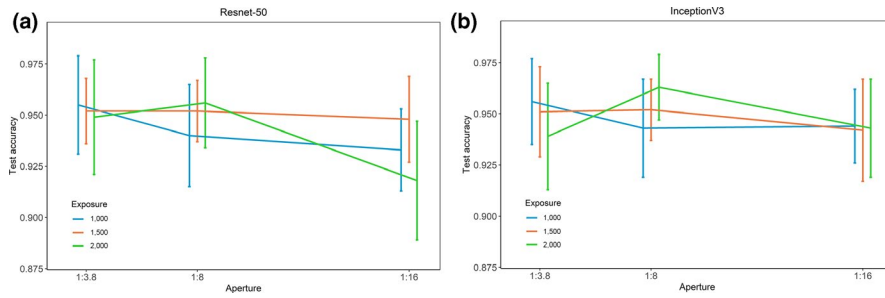 (a)
Resnet-50
Test accuracy
0.975
0.950
0.925
0.900
0.875
Exposure
1,000
1,500
2,000
1:3.8 1:8 1:16
Aperture
(b)
InceptionV3
Test accuracy
0.975
0.950
0.925
0.900
0.875
Exposure
1,000
1,500
2,000
1:3.8 1:8 1:16
Aperture